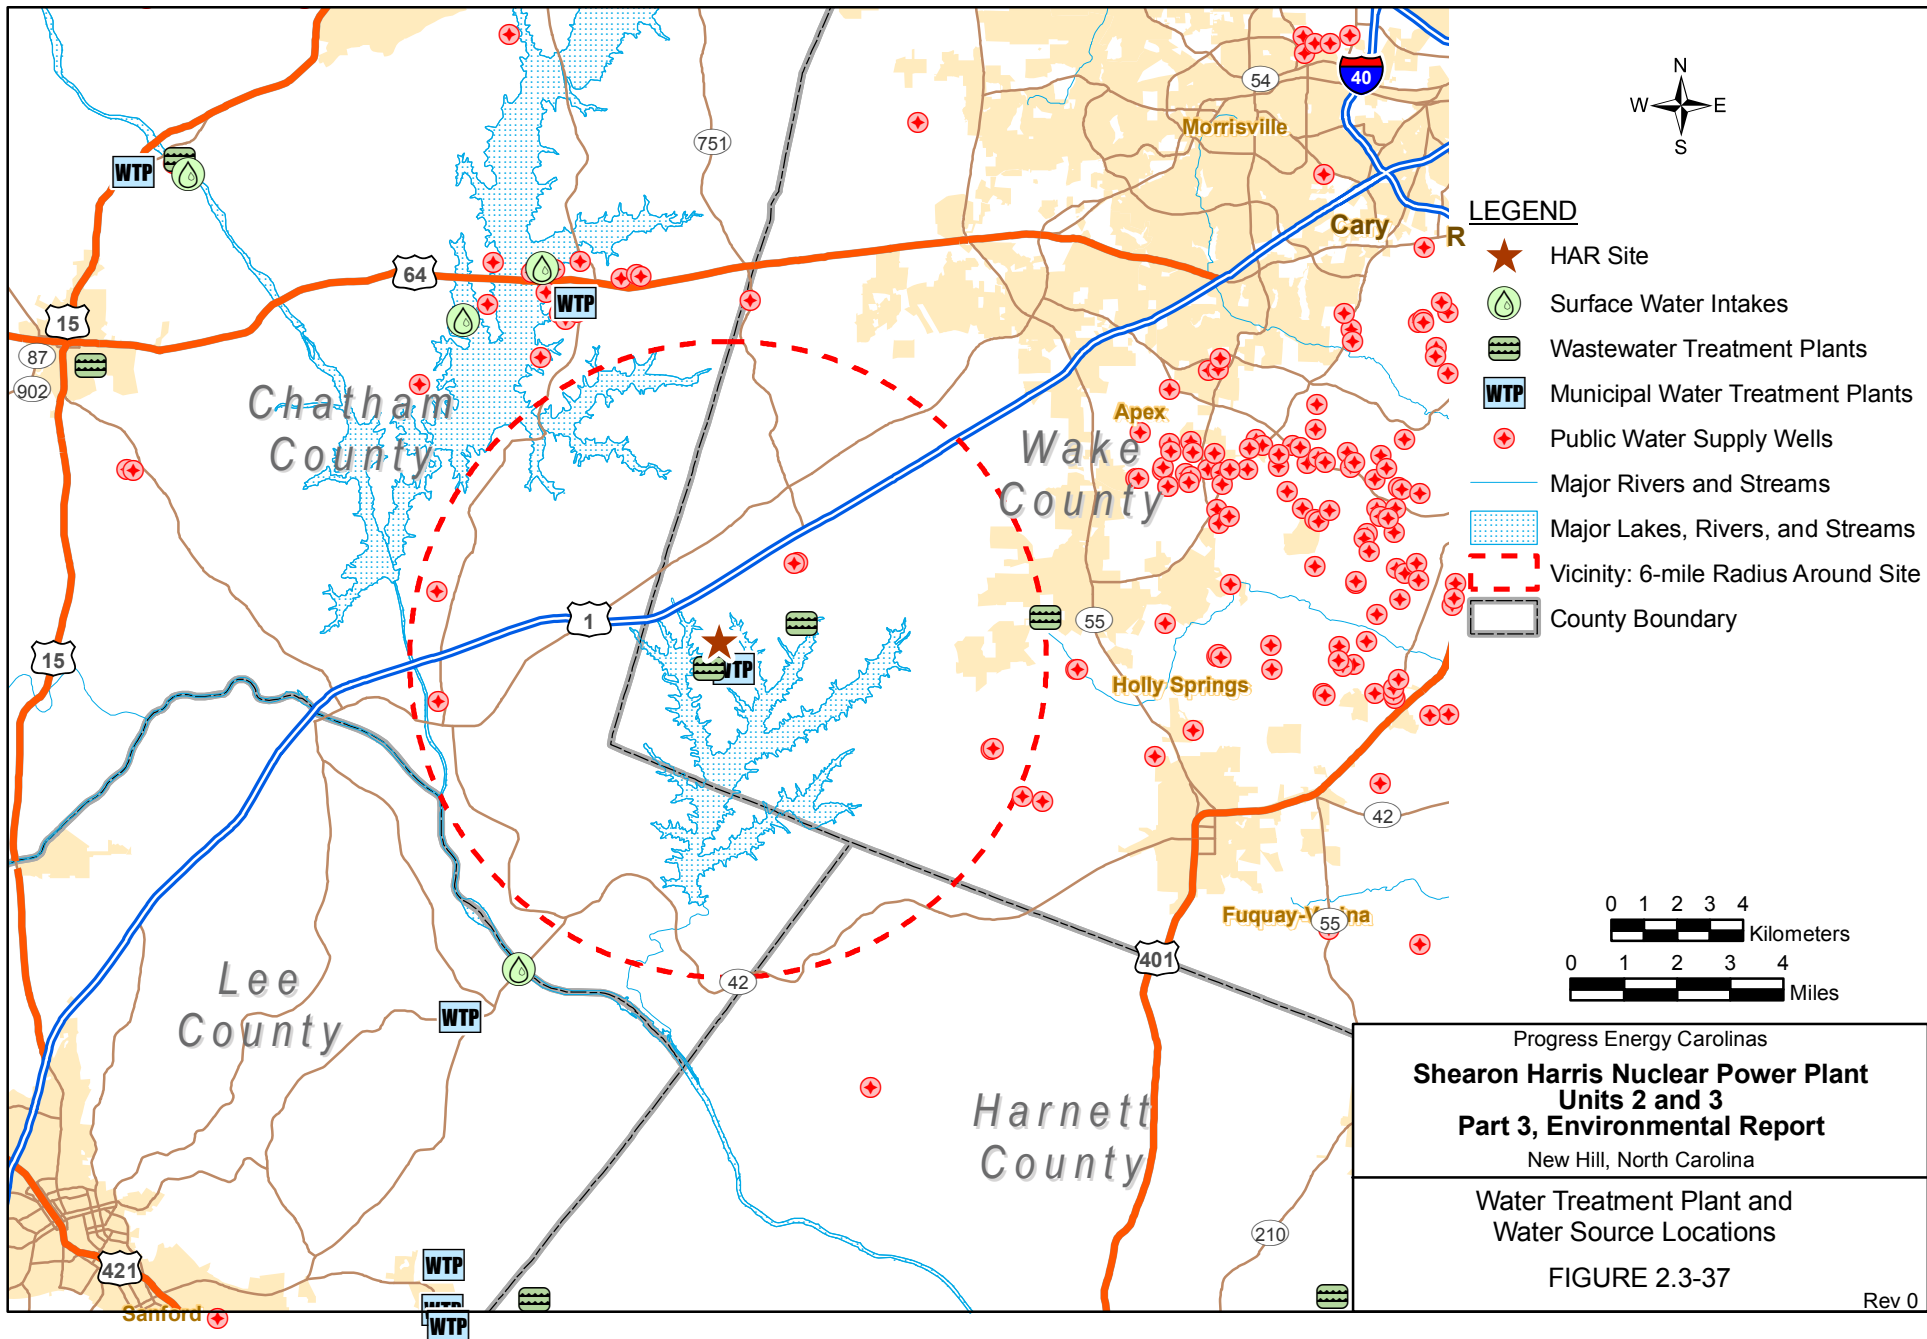 54
40
Morrisville
751
WTP
Cary
R
64
WTP
15
87
902
Chatham
County
Apex
Wake
County
1
55
15
WTP
Holly Springs
42
Fuquay-V na
55
42
401
Lee
County
WTP
Harnett
County
210
WTP
421
WTP
WTP
Sanford
N
W E
S
LEGEND
HAR Site
Surface Water Intakes
Wastewater Treatment Plants
WTP Municipal Water Treatment Plants
Public Water Supply Wells
Major Rivers and Streams
Major Lakes, Rivers, and Streams
Vicinity: 6-mile Radius Around Site
County Boundary
0 1 2 3 4
Kilometers
0 1 2 3 4
Miles
Progress Energy Carolinas
Shearon Harris Nuclear Power Plant
Units 2 and 3
Part 3, Environmental Report
New Hill, North Carolina
Water Treatment Plant and
Water Source Locations
FIGURE 2.3-37
Rev 0